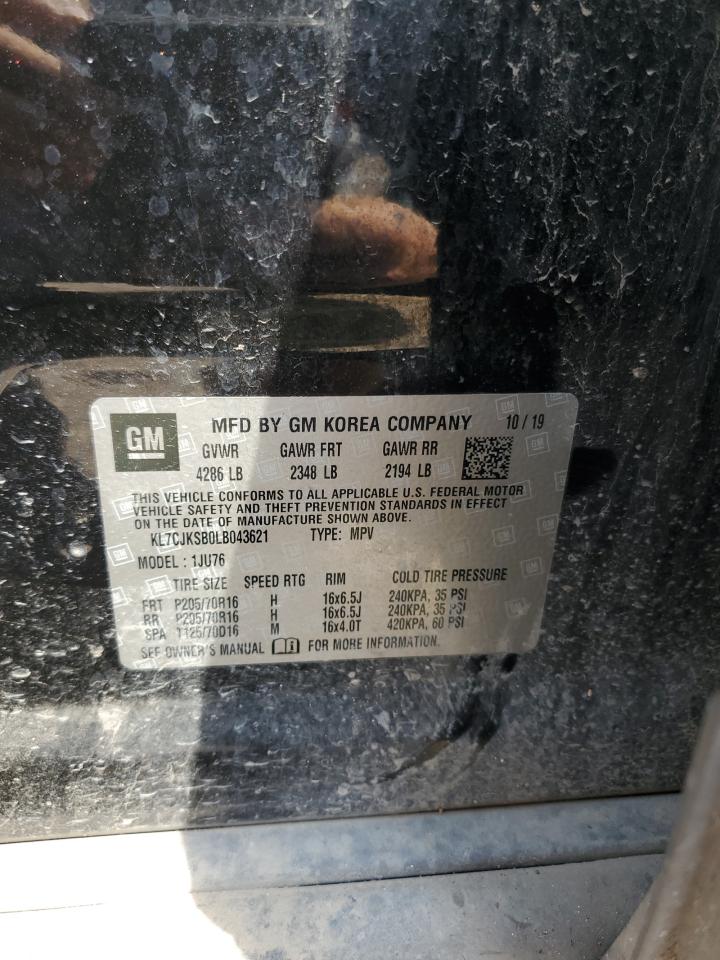 GM
MFD BY GM KOREA COMPANY 10 / 19
GVWR GAWR FRT GAWR RR
4286 LB 2348 LB 2194 LB
THIS VEHICLE CONFORMS TO ALL APPLICABLE U.S. FEDERAL MOTOR
VEHICLE SAFETY AND THEFT PREVENTION STANDARDS IN EFFECT
ON THE DATE OF MANUFACTURE SHOWN ABOVE.
KL7CJKSB0LB043621 TYPE: MPV
MODEL : 1JU76
TIRE SIZE SPEED RTG RIM COLD TIRE PRESSURE
FRT P205/70R16 H 16x6.5J 240KPA, 35 PSI
RR P205/70R16 H 16x6.5J 240KPA, 35 PSI
SPA T125/70D16 M 16x4.0T 420KPA, 60 PSI
SEE OWNER'S MANUAL FOR MORE INFORMATION.